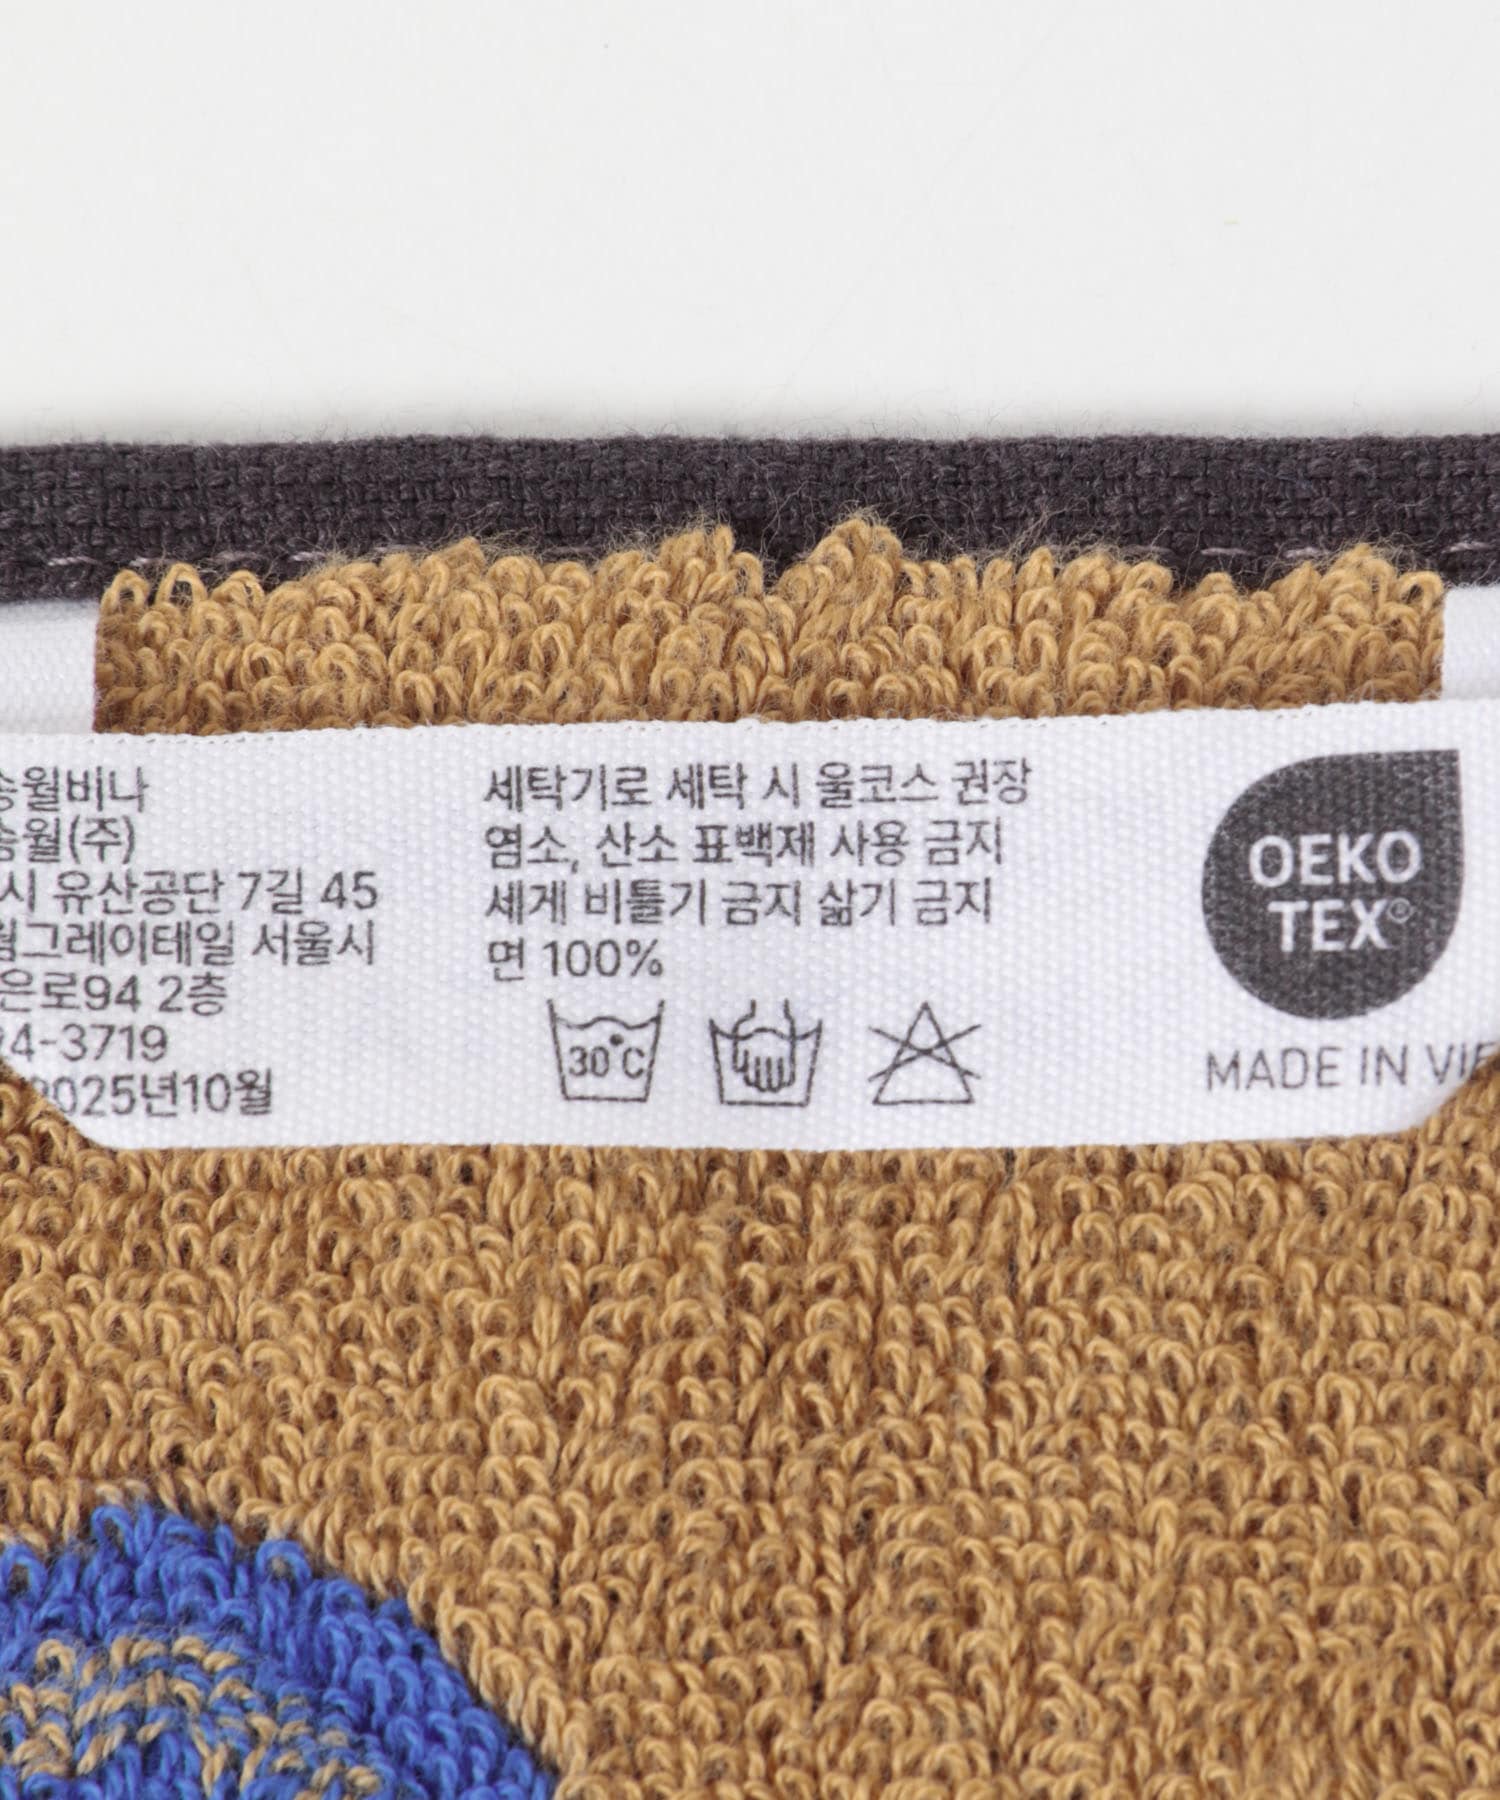 송월비나
송월(주)
시 유산공단 7길 45
그레이테일 서울시
은로94 2층
4-3719
2025년10월
세탁기로 세탁 시 울코스 권장
염소, 산소 표백제 사용 금지
세게 비틀기 금지 삶기 금지
면 100%
30°C
OEKO
TEX®
MADE IN VIE